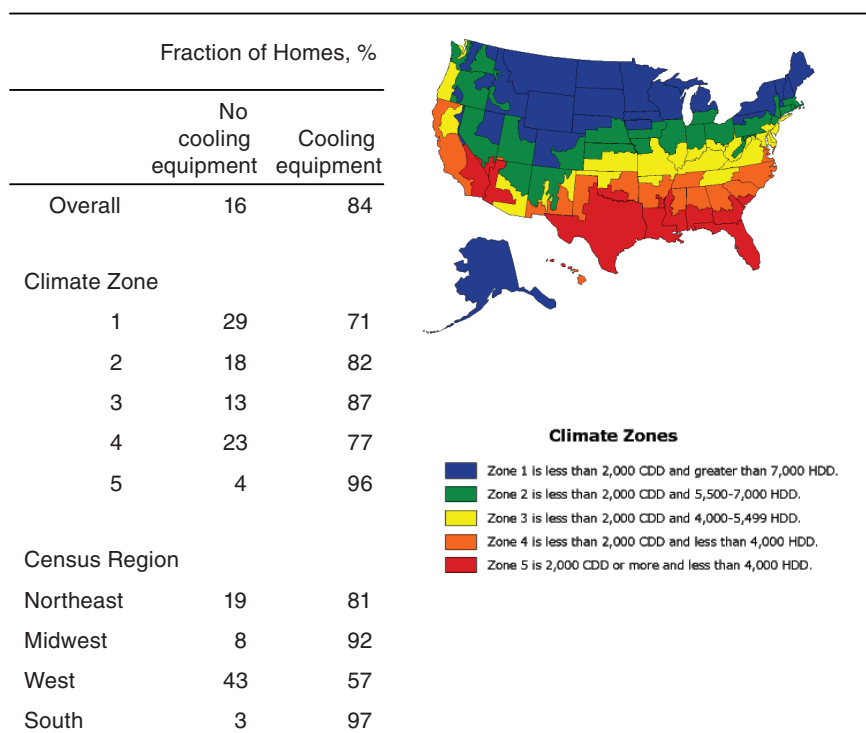 Fraction of Homes, %
No
cooling
equipment
Cooling
equipment
Overall 16 84
Climate Zone
1 29 71
2 18 82
3 13 87
4 23 77
5 4 96
Census Region
Northeast 19 81
Midwest 8 92
West 43 57
South 3 97
Climate Zones
Zone 1 is less than 2,000 CDD and greater than 7,000 HDD.
Zone 2 is less than 2,000 CDD and 5,500-7,000 HDD.
Zone 3 is less than 2,000 CDD and 4,000-5,499 HDD.
Zone 4 is less than 2,000 CDD and less than 4,000 HDD.
Zone 5 is 2,000 CDD or more and less than 4,000 HDD.